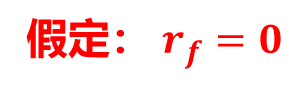 假定： r_f = 0